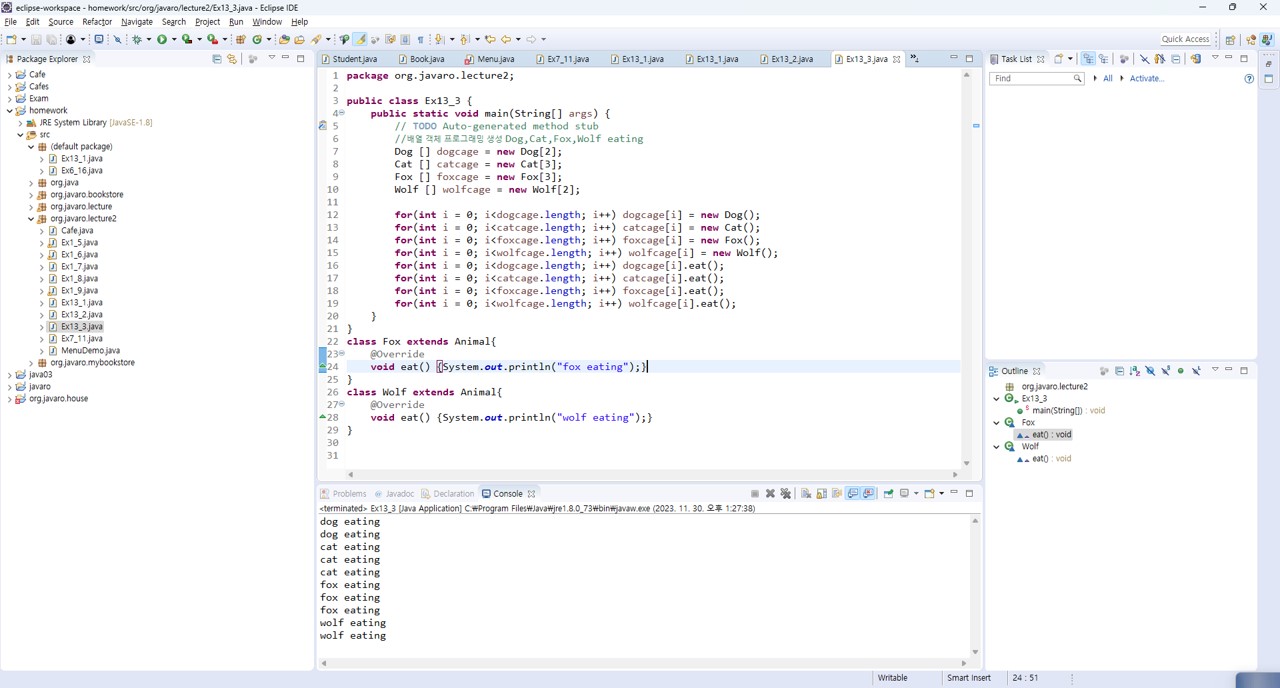 eclipse-workspace - homework/src/org/javaro/lecture2/Ex13_3.java - Eclipse IDE
File Edit Source Refactor Navigate Search Project Run Window Help
Quick Access
Package Explorer
Cafe
Cafes
Exam
homework
JRE System Library [JavaSE-1.8]
src
(default package)
Ex13_1.java
Ex6_16.java
org.java
org.javaro.bookstore
org.javaro.lecture
org.javaro.lecture2
Cafe.java
Ex1_5.java
Ex1_6.java
Ex1_7.java
Ex1_8.java
Ex1_9.java
Ex13_1.java
Ex13_2.java
Ex13_3.java
Ex7_11.java
MenuDemo.java
org.javaro.mybookstore
java03
javaro
org.javaro.house
Student.java Book.java Menu.java Ex7_11.java Ex13_1.java Ex13_1.java Ex13_2.java Ex13_3.java
1 package org.javaro.lecture2;
2
3 public class Ex13_3 {
4 public static void main(String[] args) {
5 // TODO Auto-generated method stub
6 //배열 객체 프로그래밍 생성 Dog,Cat,Fox,Wolf eating
7 Dog [] dogcage = new Dog[2];
8 Cat [] catcage = new Cat[3];
9 Fox [] foxcage = new Fox[3];
10 Wolf [] wolfcage = new Wolf[2];
11
12 for(int i = 0; i<dogcage.length; i++) dogcage[i] = new Dog();
13 for(int i = 0; i<catcage.length; i++) catcage[i] = new Cat();
14 for(int i = 0; i<foxcage.length; i++) foxcage[i] = new Fox();
15 for(int i = 0; i<wolfcage.length; i++) wolfcage[i] = new Wolf();
16 for(int i = 0; i<dogcage.length; i++) dogcage[i].eat();
17 for(int i = 0; i<catcage.length; i++) catcage[i].eat();
18 for(int i = 0; i<foxcage.length; i++) foxcage[i].eat();
19 for(int i = 0; i<wolfcage.length; i++) wolfcage[i].eat();
20 }
21 }
22 class Fox extends Animal{
23 @Override
24 void eat() {System.out.println("fox eating");}
25 }
26 class Wolf extends Animal{
27 @Override
28 void eat() {System.out.println("wolf eating");}
29 }
30
31
Problems Javadoc Declaration Console
<terminated> Ex13_3 [Java Application] C:₩Program Files₩Java₩jre1.8.0_73₩bin₩javaw.exe (2023. 11. 30. 오후 1:27:38)
dog eating
dog eating
cat eating
cat eating
cat eating
fox eating
fox eating
fox eating
wolf eating
wolf eating
Task List
Find All Activate...
Outline
org.javaro.lecture2
Ex13_3
main(String[]) : void
Fox
eat() : void
Wolf
eat() : void
Writable Smart Insert 24 : 51